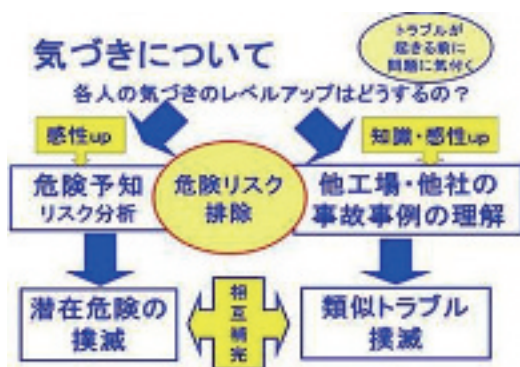 気づきについて
トラブルが
起きる前に
問題に気付く
各人の気づきのレベルアップはどうするの？
感性up
知識・感性up
危険予知
リスク分析
危険リスク
排除
他工場・他社の
事故事例の理解
潜在危険の
撲滅
相
互
補
完
類似トラブル
撲滅